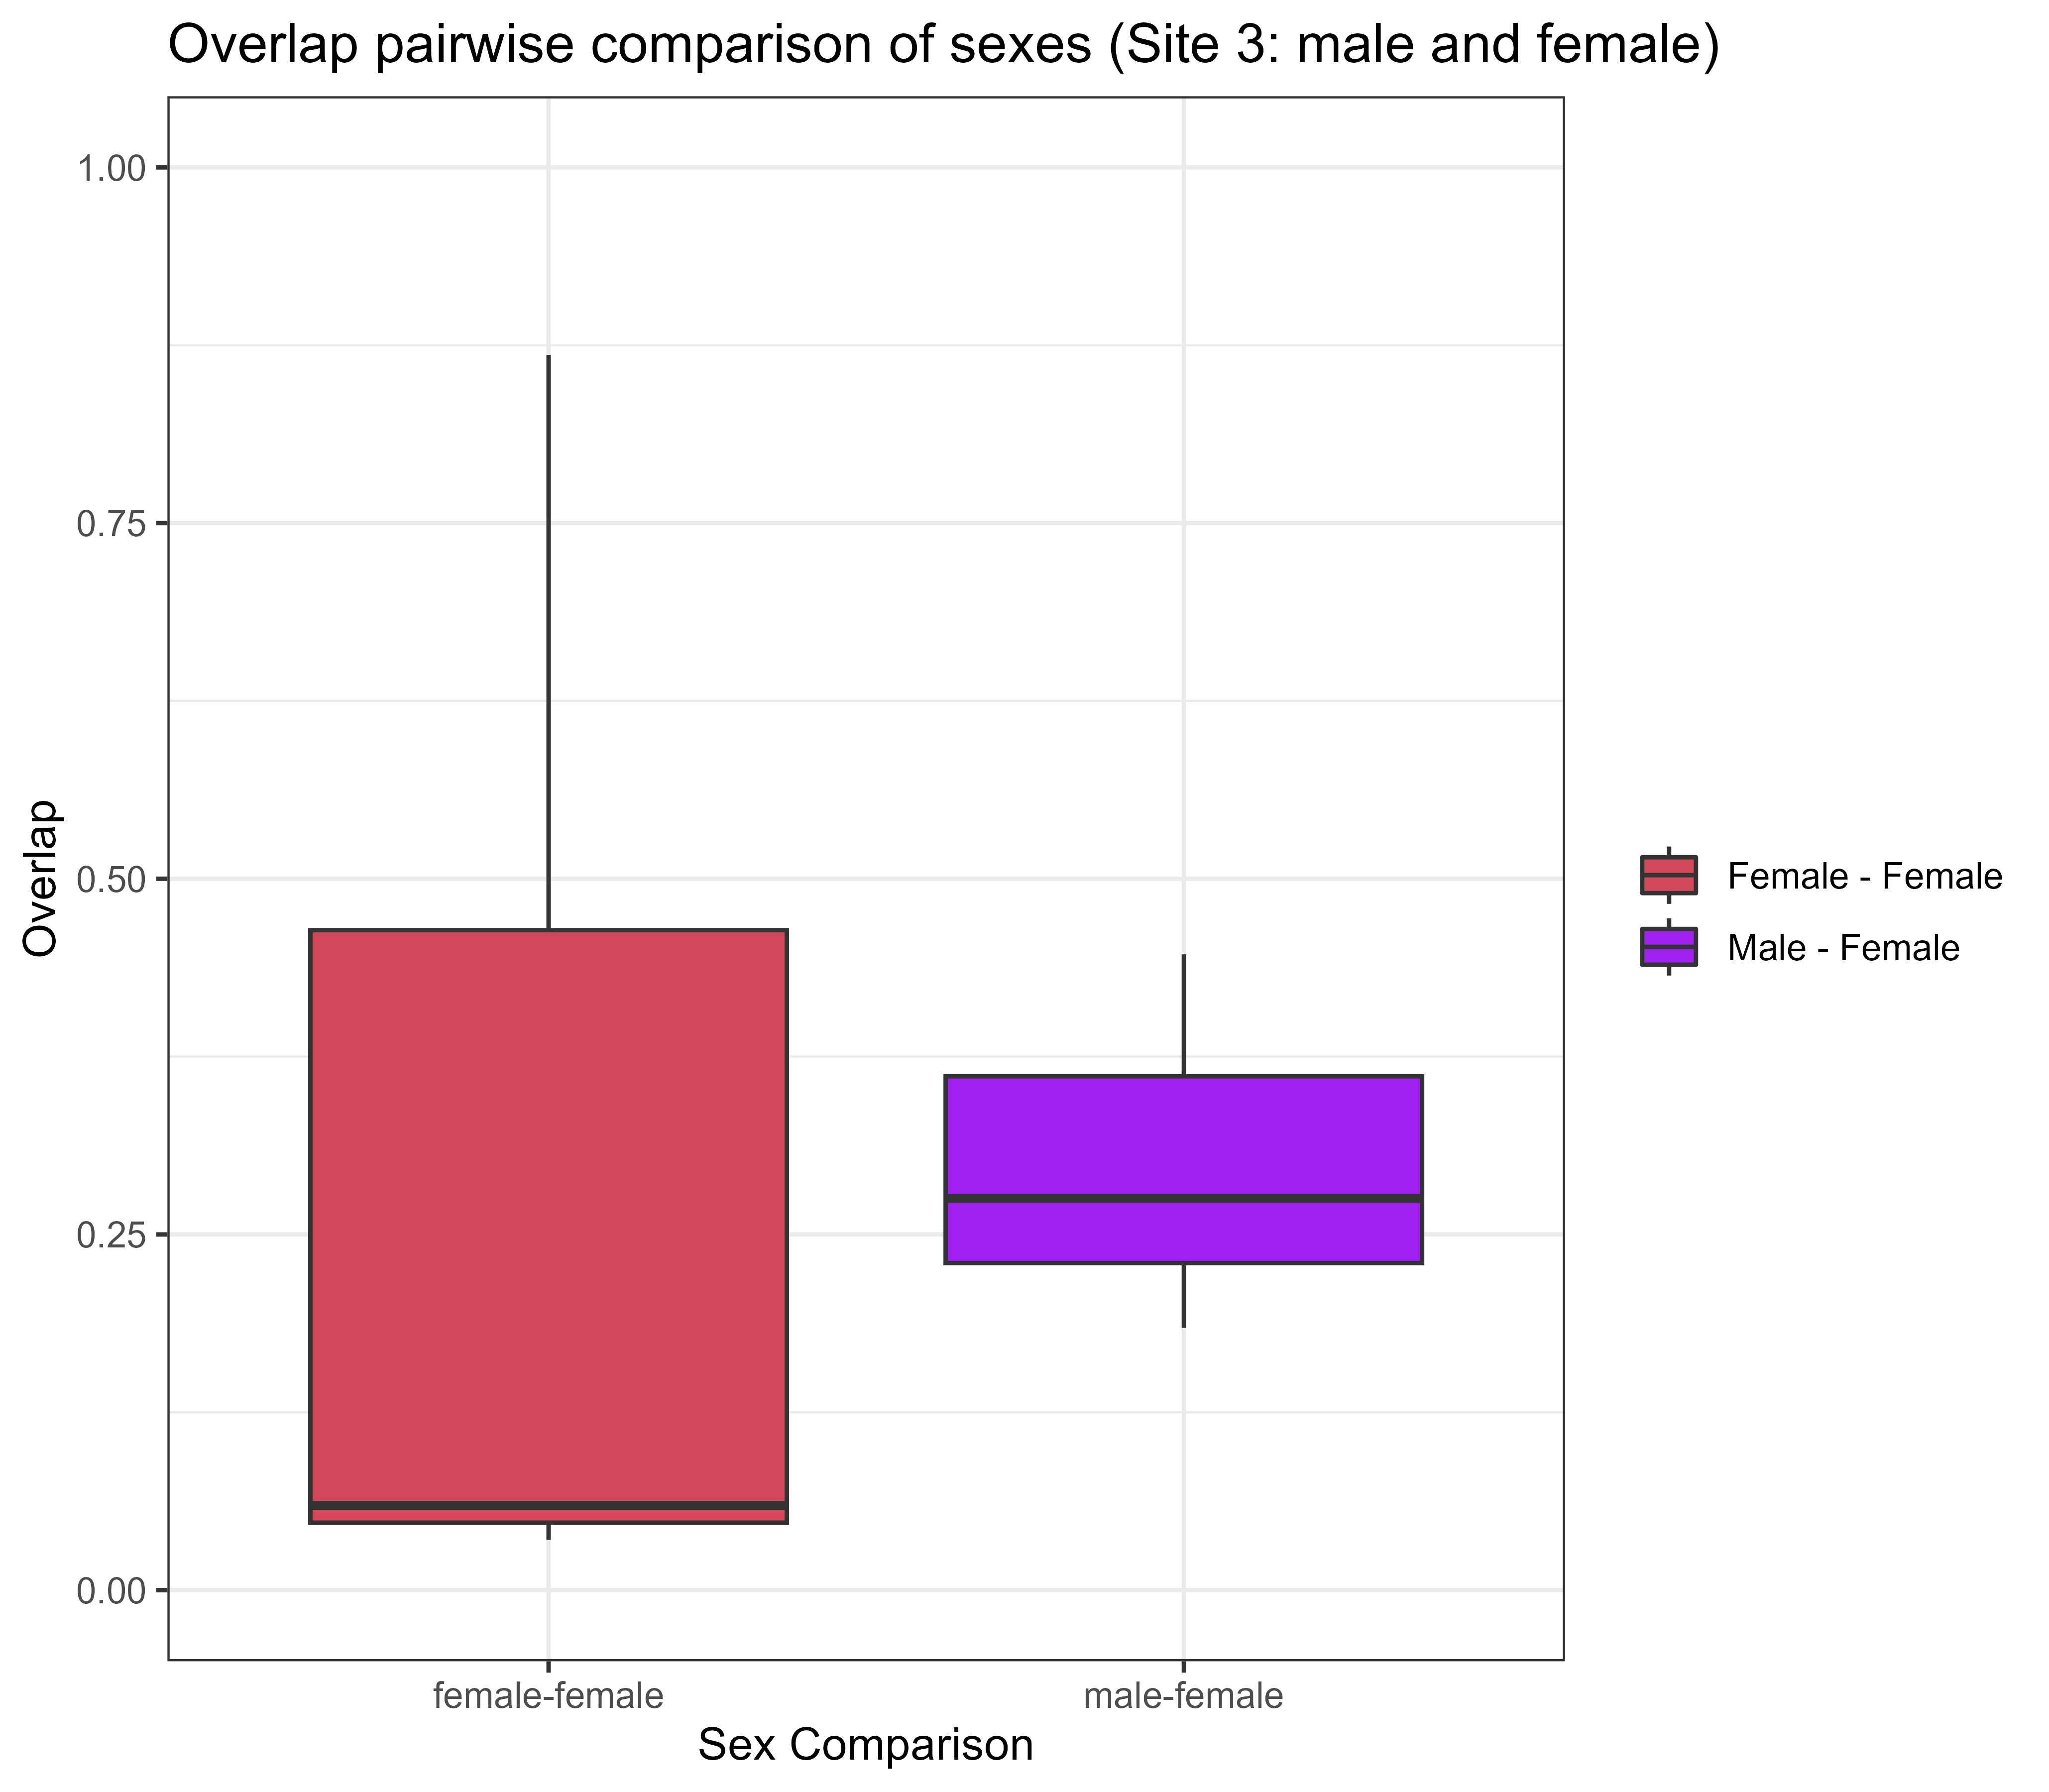 Overlap pairwise comparison of sexes (Site 3: male and female)
1.00
0.75
0.50
0.25
0.00
Overlap
female-female
male-female
Sex Comparison
Female - Female
Male - Female